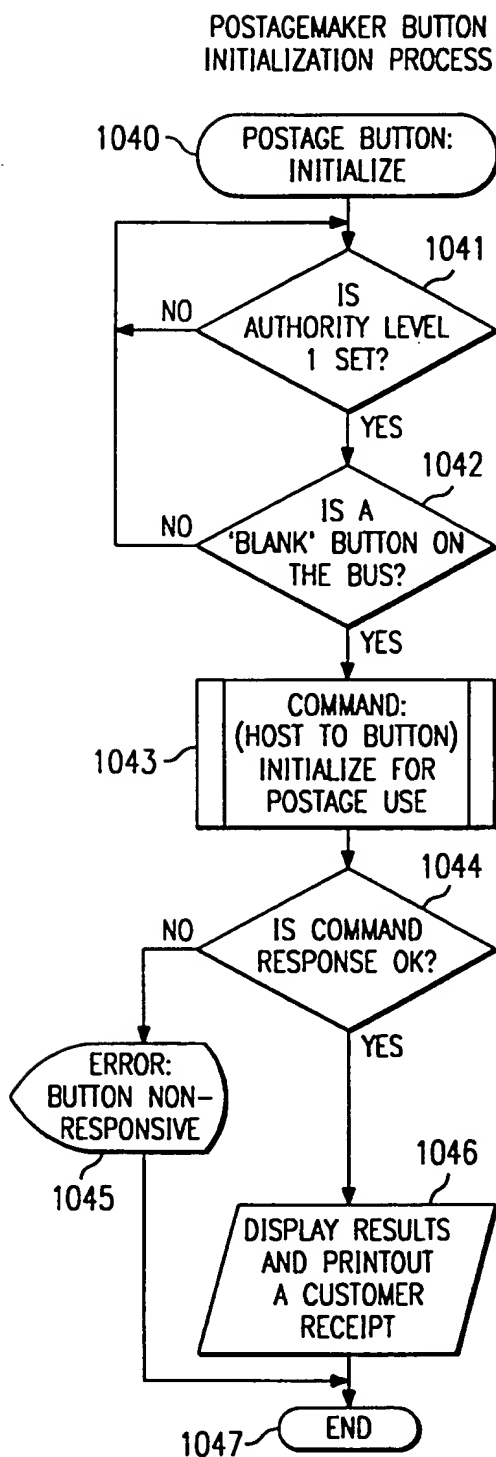 POSTAGEMAKER BUTTON
INITIALIZATION PROCESS
1040
POSTAGE BUTTON:
INITIALIZE
1041
NO
IS
AUTHORITY LEVEL
1 SET?
YES
1042
NO
IS A
'BLANK' BUTTON ON
THE BUS?
YES
1043
COMMAND:
(HOST TO BUTTON)
INITIALIZE FOR
POSTAGE USE
1044
NO
IS COMMAND
RESPONSE OK?
YES
ERROR:
BUTTON NON-
RESPONSIVE
1045
1046
DISPLAY RESULTS
AND PRINTOUT
A CUSTOMER
RECEIPT
END
1047